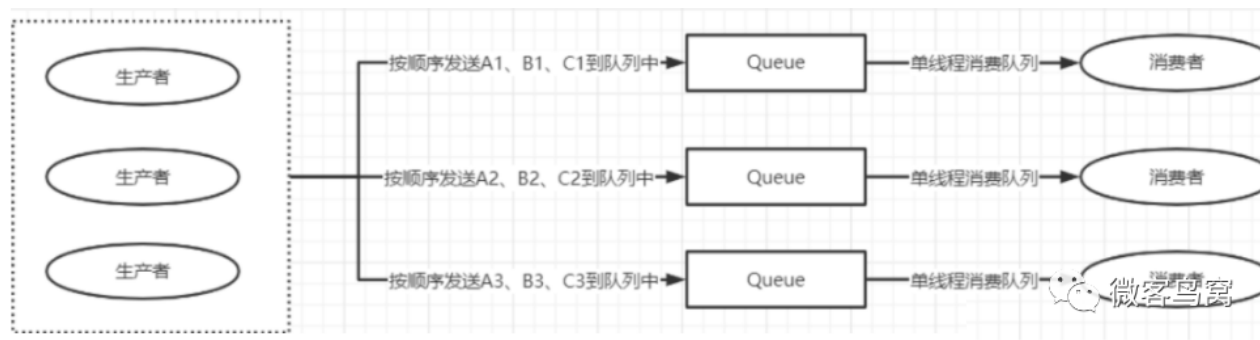 生产者
按顺序发送A1、B1、C1到队列中
Queue
单线程消费队列
消费者
生产者
按顺序发送A2、B2、C2到队列中
Queue
单线程消费队列
消费者
生产者
按顺序发送A3、B3、C3到队列中
Queue
单线程消费队列
消费者
微客鸟窝